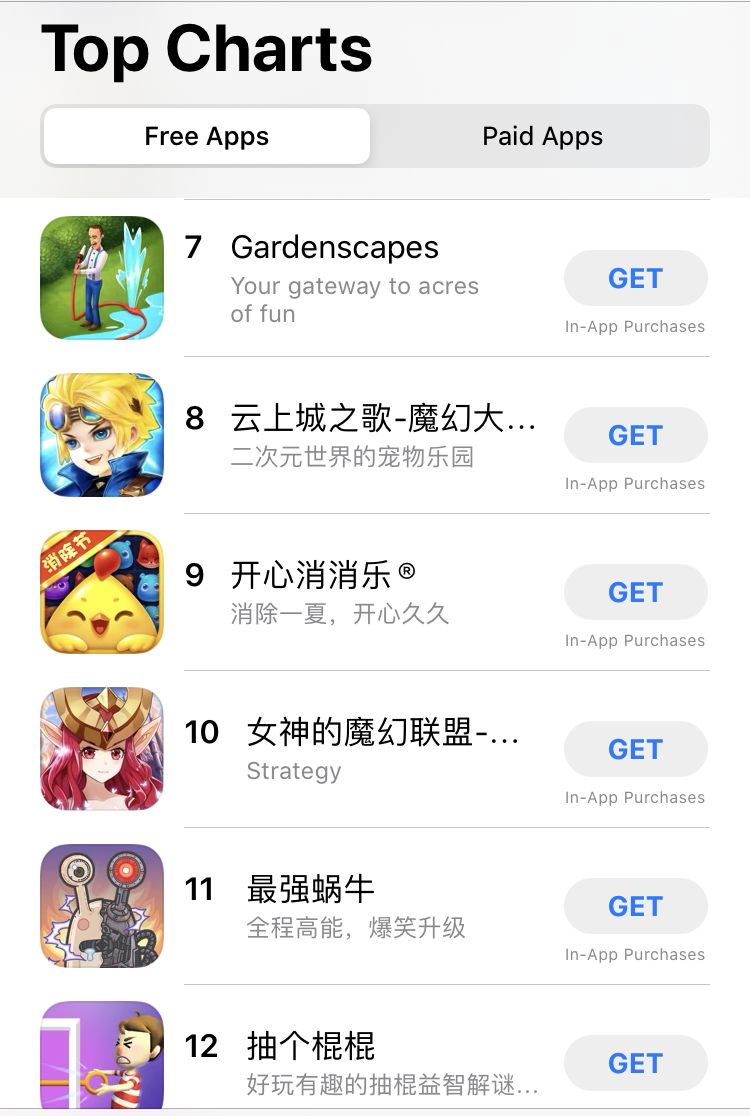 Top Charts
Free Apps
Paid Apps
7
Gardenscapes
Your gateway to acres
of fun
GET
In-App Purchases
8
云上城之歌-魔幻大...
二次元世界的宠物乐园
GET
In-App Purchases
消除节
9
开心消消乐®
消除一夏，开心久久
GET
In-App Purchases
10
女神的魔幻联盟-...
Strategy
GET
In-App Purchases
11
最强蜗牛
全程高能，爆笑升级
GET
In-App Purchases
12
抽个棍棍
好玩有趣的抽棍益智解谜...
GET